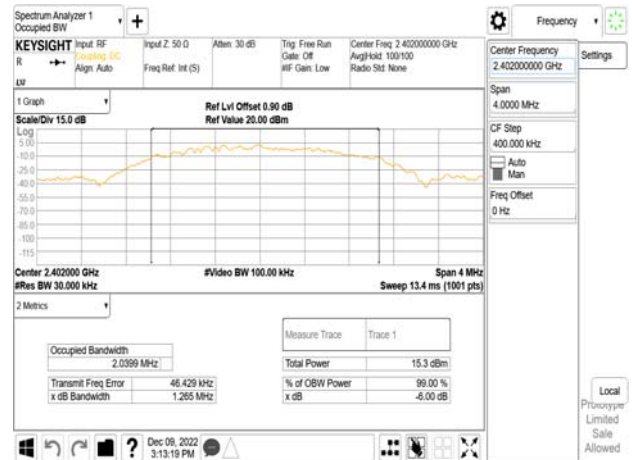 Spectrum Analyzer 1
Occupied BW
+
Frequency
KEYSIGHT
Input: RF
Coupling: DC
Align: Auto
Input Z: 50 Ω
Freq Ref: Int (S)
Atten: 30 dB
Trig: Free Run
Gate: Off
#IF Gain: Low
Center Freq: 2.402000000 GHz
Avg|Hold: 100/100
Radio Std: None
R
LXI
Center Frequency
2.402000000 GHz
Settings
Span
4.0000 MHz
CF Step
400.000 kHz
Auto
Man
Freq Offset
0 Hz
1 Graph
Scale/Div 15.0 dB
Ref Lvl Offset 0.90 dB
Ref Value 20.00 dBm
Log
5.00
-10.0
-25.0
-40.0
-55.0
-70.0
-85.0
-100
-115
Center 2.402000 GHz
#Res BW 30.000 kHz
#Video BW 100.00 kHz
Span 4 MHz
Sweep 13.4 ms (1001 pts)
2 Metrics
Measure Trace
Trace 1
Occupied Bandwidth
2.0399 MHz
Total Power
15.3 dBm
Transmit Freq Error
46.429 kHz
% of OBW Power
99.00 %
x dB Bandwidth
1.265 MHz
x dB
-6.00 dB
Local
Prototype
Limited
Sale
Allowed
?
Dec 09, 2022
3:13:19 PM